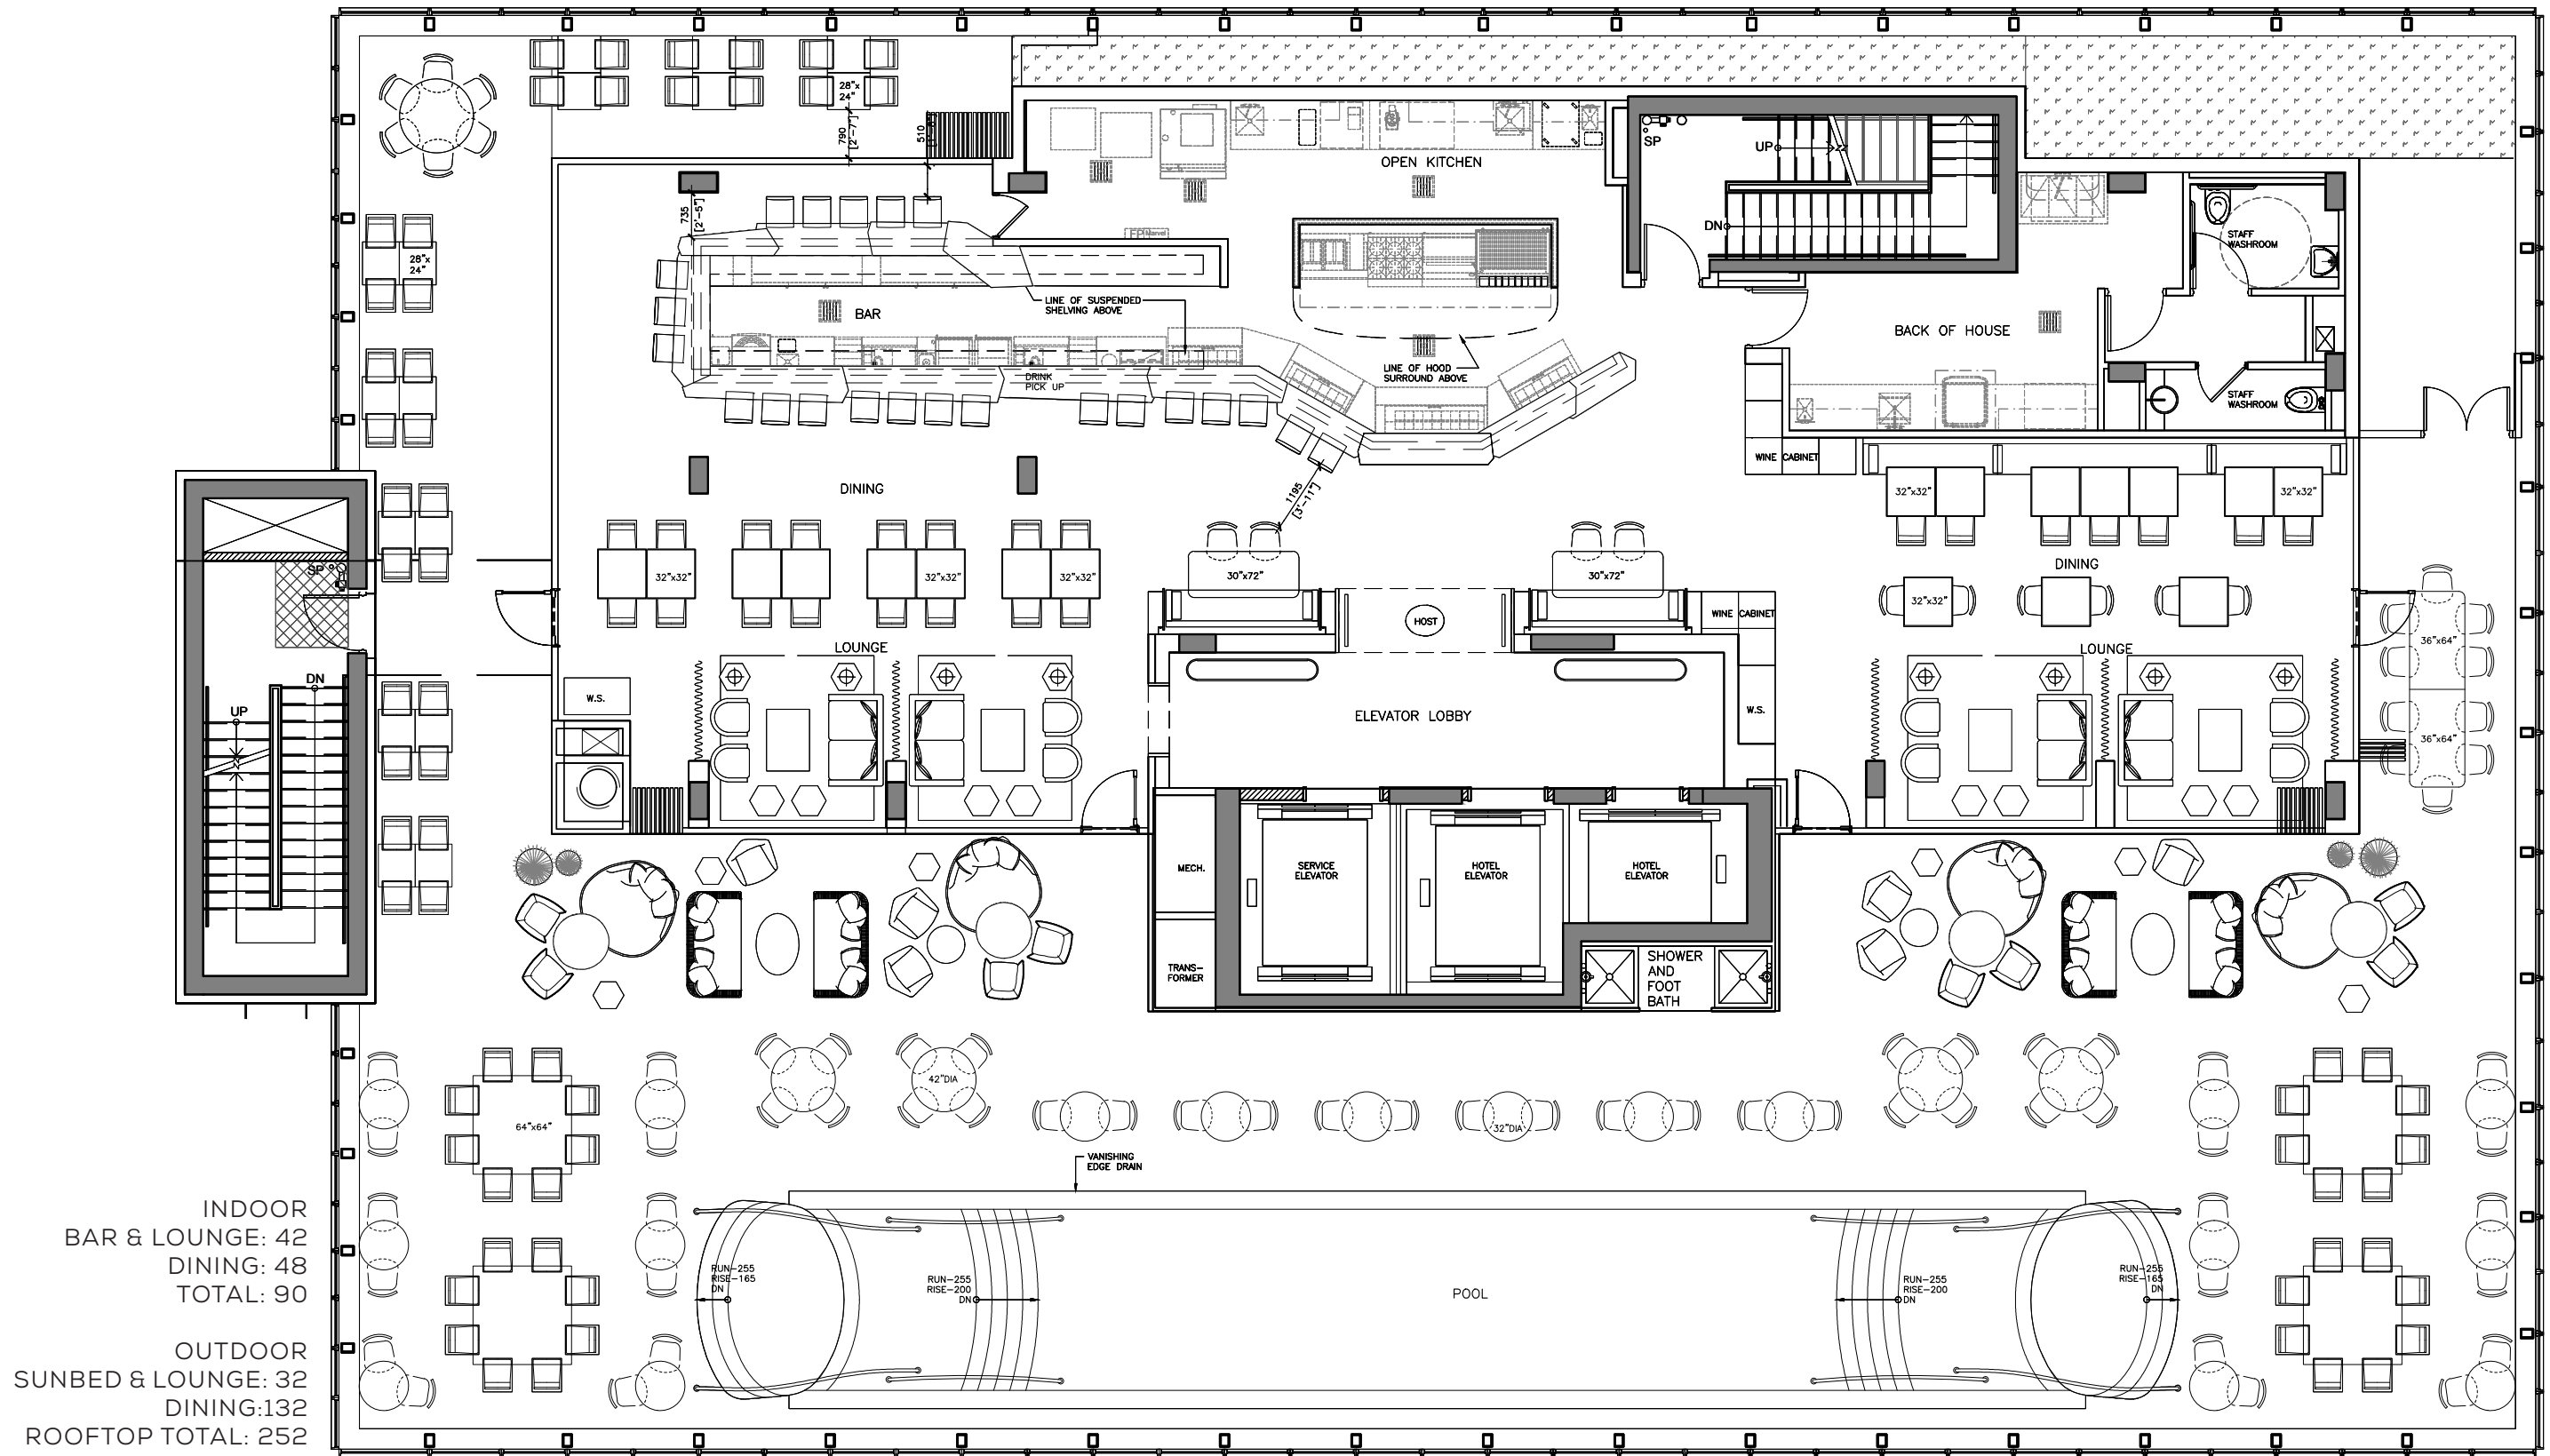 28"x
24"
790
[2'-7"]
510
OPEN KITCHEN
SP
UP
DN
735
[2'-5"]
28"x
24"
STAFF
WASHROOM
LINE OF SUSPENDED
SHELVING ABOVE
BAR
BACK OF HOUSE
DRINK
PICK UP
LINE OF HOOD
SURROUND ABOVE
STAFF
WASHROOM
WINE CABINET
DINING
1195
[3'-11"]
32"x32"
32"x32"
SP
32"x32"
32"x32"
32"x32"
30"x72"
30"x72"
DINING
32"x32"
HOST
WINE CABINET
36"x64"
LOUNGE
LOUNGE
DN
UP
W.S.
ELEVATOR LOBBY
W.S.
36"x64"
MECH.
SERVICE
ELEVATOR
HOTEL
ELEVATOR
HOTEL
ELEVATOR
TRANS-
FORMER
SHOWER
AND
FOOT
BATH
42"DIA
64"x64"
32"DIA
VANISHING
EDGE DRAIN
RUN-255
RISE-165
DN
RUN-255
RISE-200
DN
POOL
RUN-255
RISE-200
DN
RUN-255
RISE-165
DN
INDOOR
BAR & LOUNGE: 42
DINING: 48
TOTAL: 90
OUTDOOR
SUNBED & LOUNGE: 32
DINING:132
ROOFTOP TOTAL: 252